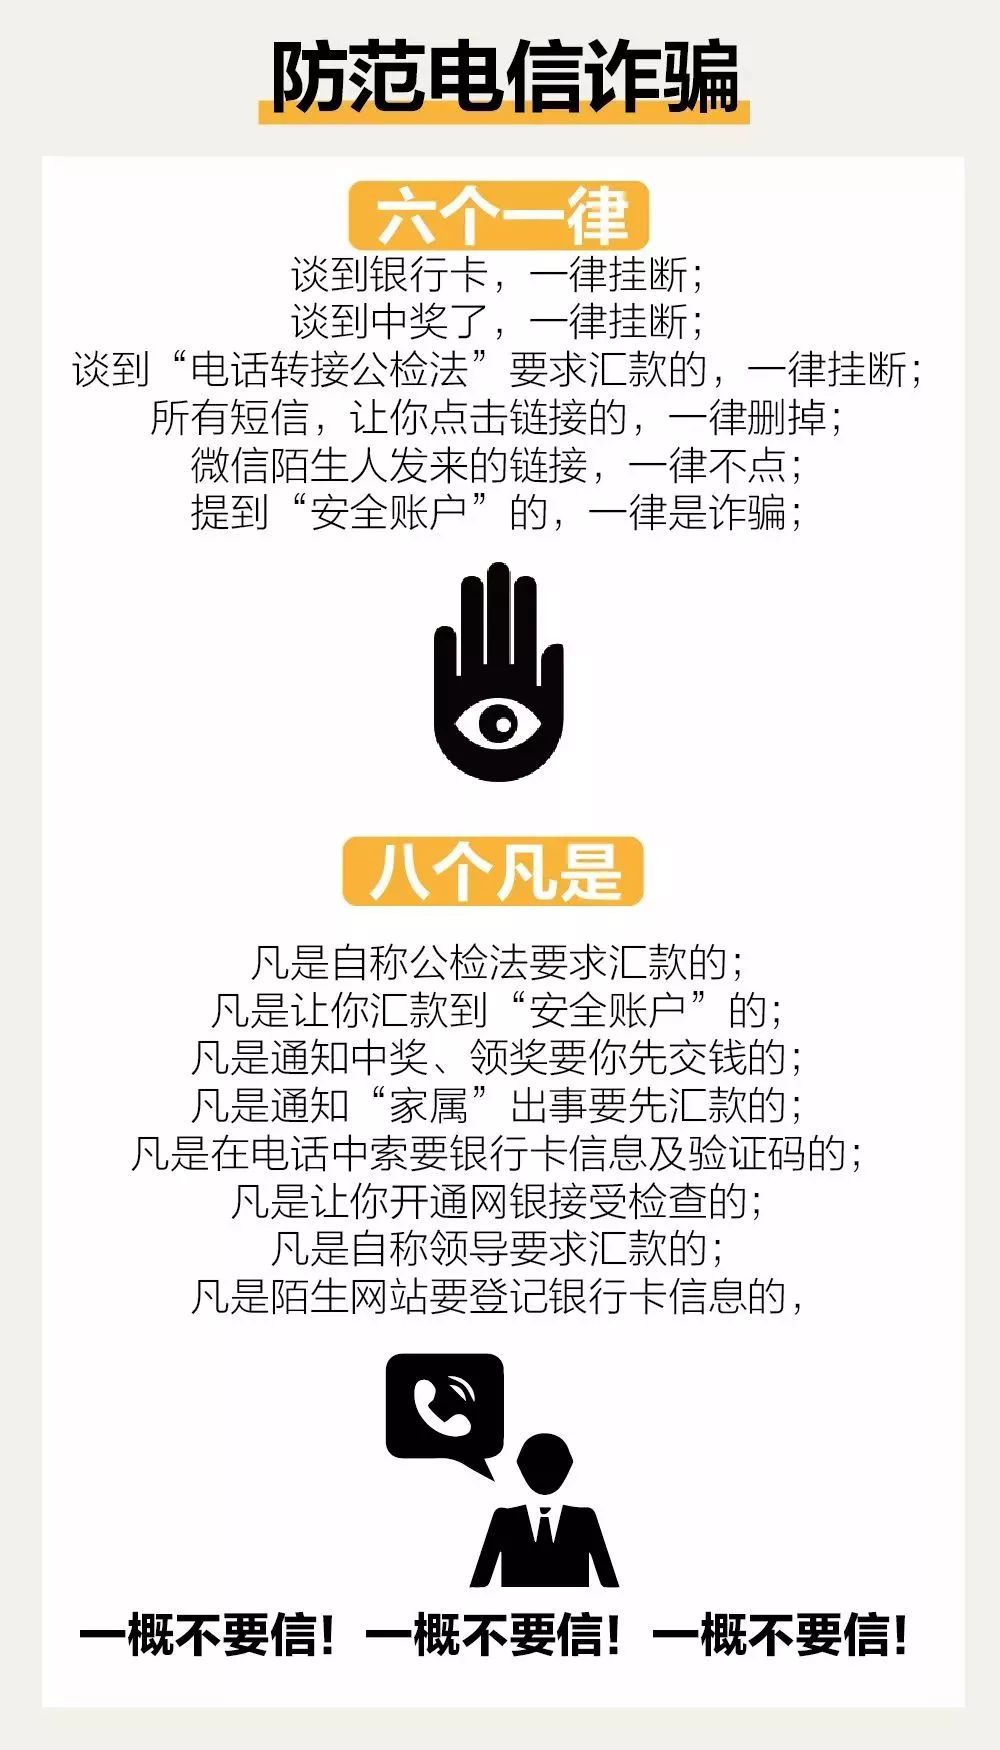 防范电信诈骗
六个一律
谈到银行卡，一律挂断；
谈到中奖了，一律挂断；
谈到“电话转接公检法”要求汇款的，一律挂断；
所有短信，让你点击链接的，一律删掉；
微信陌生人发来的链接，一律不点；
提到“安全账户”的，一律是诈骗；
八个凡是
凡是自称公检法要求汇款的；
凡是让你汇款到“安全账户”的；
凡是通知中奖、领奖要你先交钱的；
凡是通知“家属”出事要先汇款的；
凡是在电话中索要银行卡信息及验证码的；
凡是让你开通网银接受检查的；
凡是自称领导要求汇款的；
凡是陌生网站要登记银行卡信息的，
一概不要信！一概不要信！一概不要信！